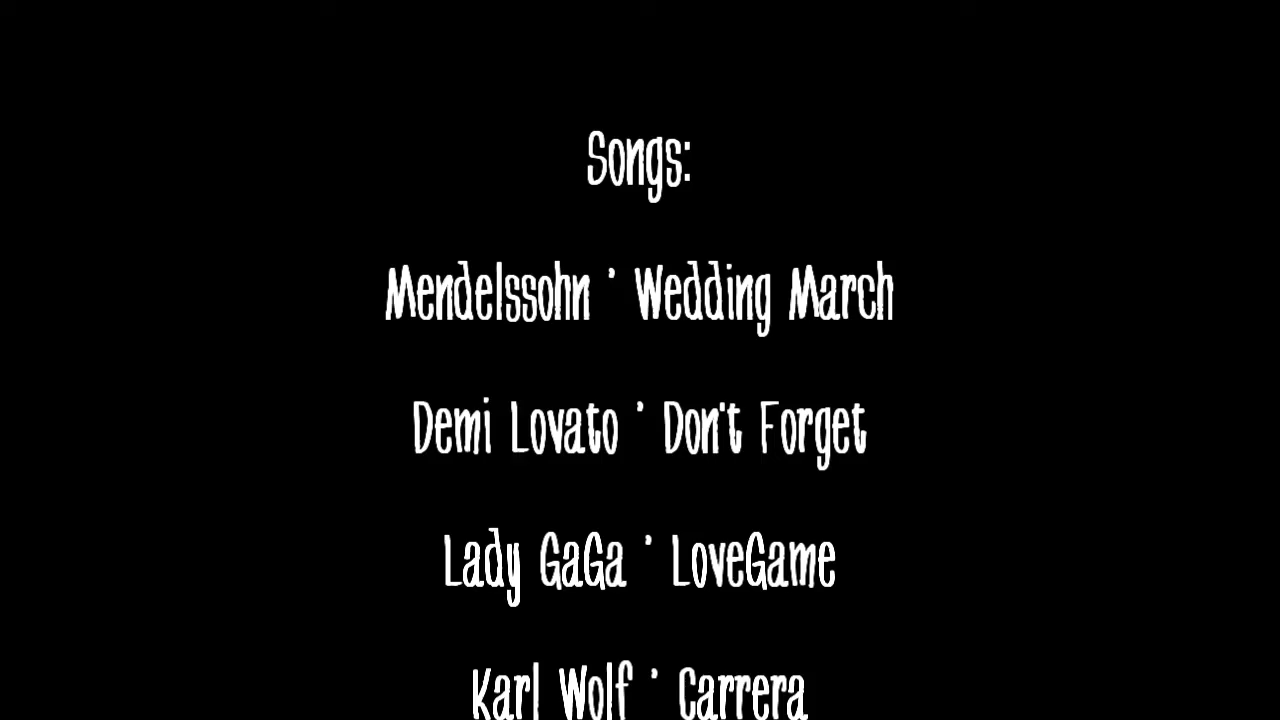 Songs:
Mendelssohn ' Wedding March
Demi Lovato ' Don't Forget
Lady GaGa ' LoveGame
Karl Wolf ' Carrera